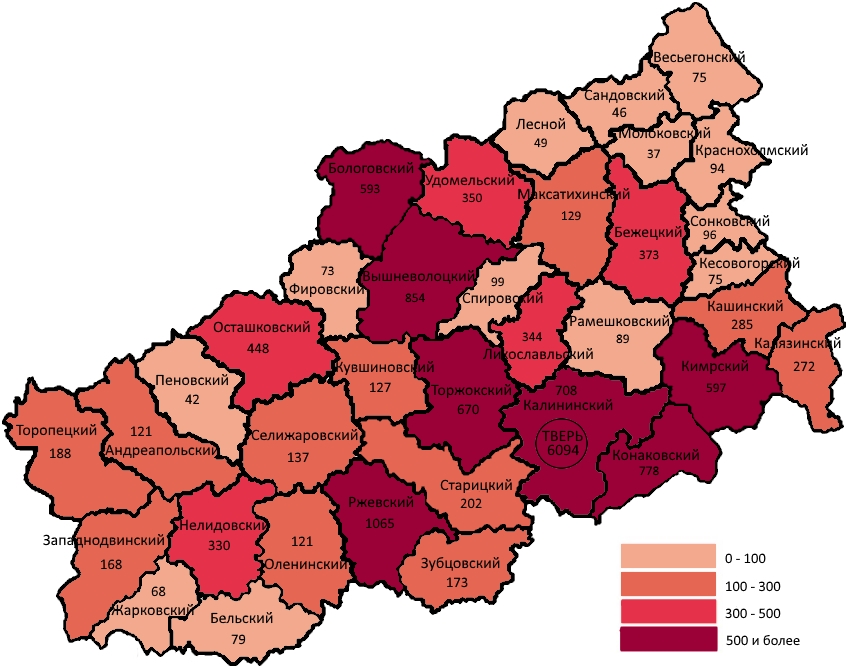 Весьегонский
75
Сандовский
46
Лесной
49
Молоковский
37
Краснохолмский
94
Бологовский
593
Удомельский
350
Максатихинский
129
Бежецкий
373
Сонковский
96
Кесовогорский
75
73
Фировский
Вышневолоцкий
854
99
Спировский
Кашинский
285
Рамешковский
89
344
Лихославльский
Калязинский
272
Осташковский
448
Кувшиновский
127
Кимрский
597
Пеновский
42
Торжокский
670
708
Калининский
ТВЕРЬ
6094
Торопецкий
188
121
Андреапольский
Селижаровский
137
Конаковский
778
Старицкий
202
Ржевский
1065
Западнодвинский
168
Нелидовский
330
121
Юленинский
Зубцовский
173
68
Жарковский
Бельский
79
0 - 100
100 - 300
300 - 500
500 и более